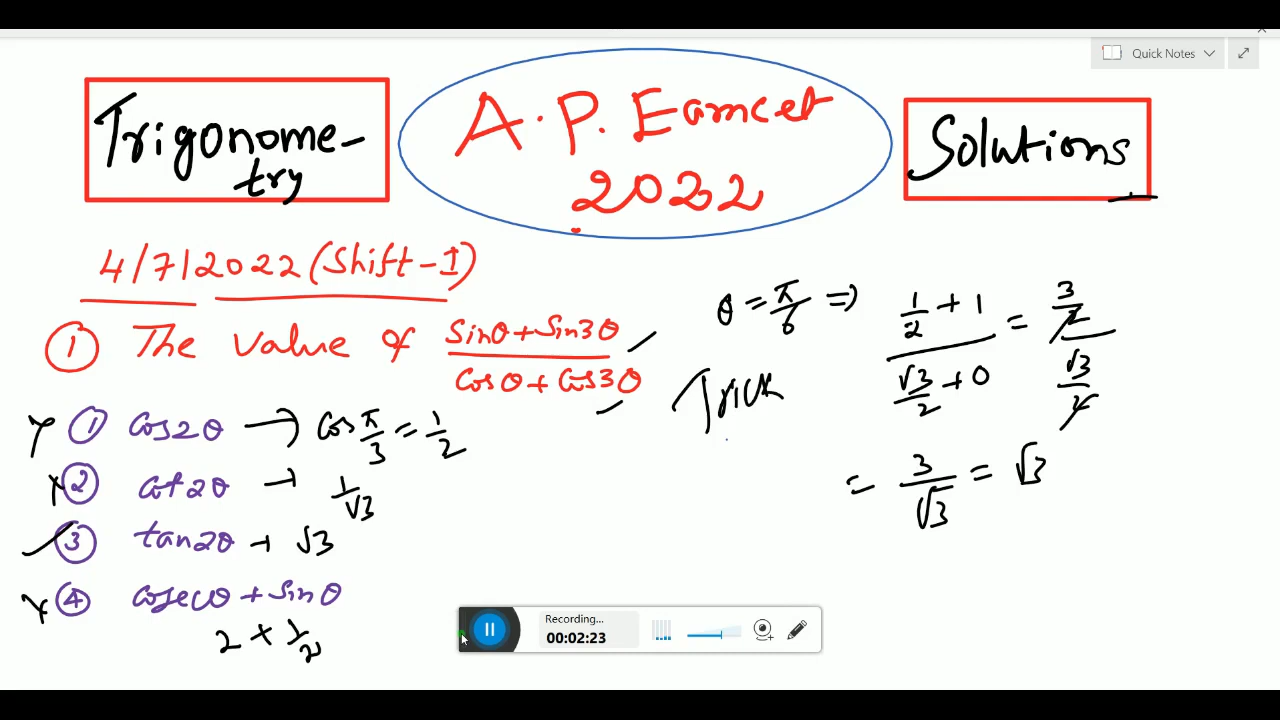 Quick Notes
Trigonome-
try
A.P. Eamcet
2022
Solutions
4/7/2022 (Shift-I)
① The value of (sinθ+sin3θ)/(cosθ+cos3θ)
① cos2θ → cos π/3 = 1/2
② cot2θ → 1/√3
③ tan2θ → √3
④ cosecθ + sinθ
2 + 1/2
θ = π/6 ⇒ (1/2 + 1)/(√3/2 + 0) = (3/2)/(√3/2)
Trick
= 3/√3 = √3
Recording...
00:02:23